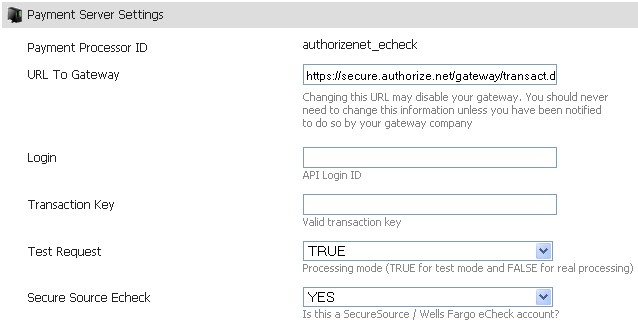 Payment Server Settings
Payment Processor ID
authorizenet_echeck
URL To Gateway
https://secure.authorize.net/gateway/transact.d
Changing this URL may disable your gateway. You should never
need to change this information unless you have been notified
to do so by your gateway company
Login
API Login ID
Transaction Key
Valid transaction key
Test Request
TRUE
Processing mode (TRUE for test mode and FALSE for real processing)
Secure Source Echeck
YES
Is this a SecureSource / Wells Fargo eCheck account?